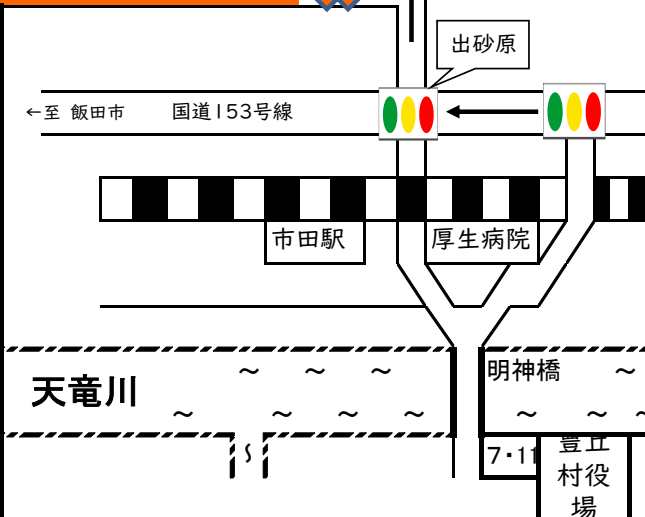 出砂原
←至 飯田市
国道153号線
市田駅
厚生病院
明神橋
天竜川
7・11
豊丘
村役
場